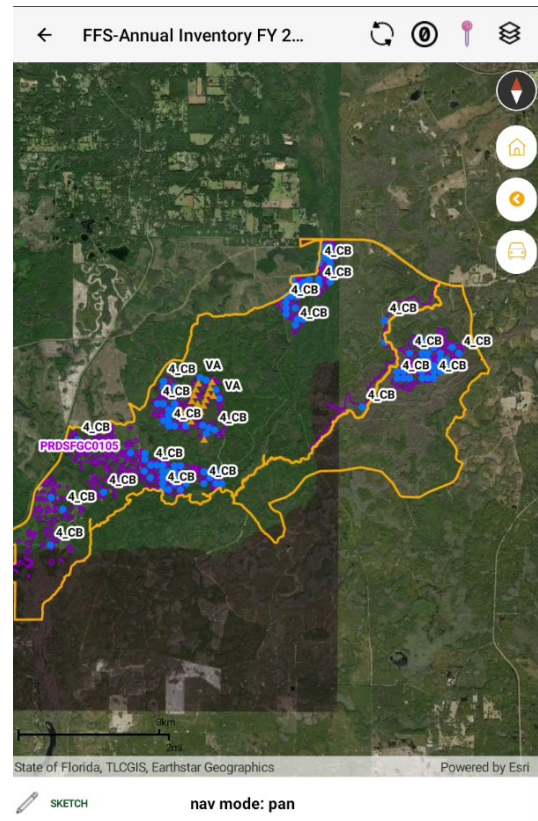 FFS-Annual Inventory FY 2...
4_CB
4_CB
4_CB
4_CB
4_CB
4_CB 4_CB
4_CB VA
4_CB VA
4_CB 4_CB
4_CB 4_CB
4_CB
4_CB
PRDSFGC0105
4_CB
4_CB
4_CB 4_CB
4_CB
3km
2mi
State of Florida, TLCGIS, Earthstar Geographics Powered by Esri
SKETCH nav mode: pan